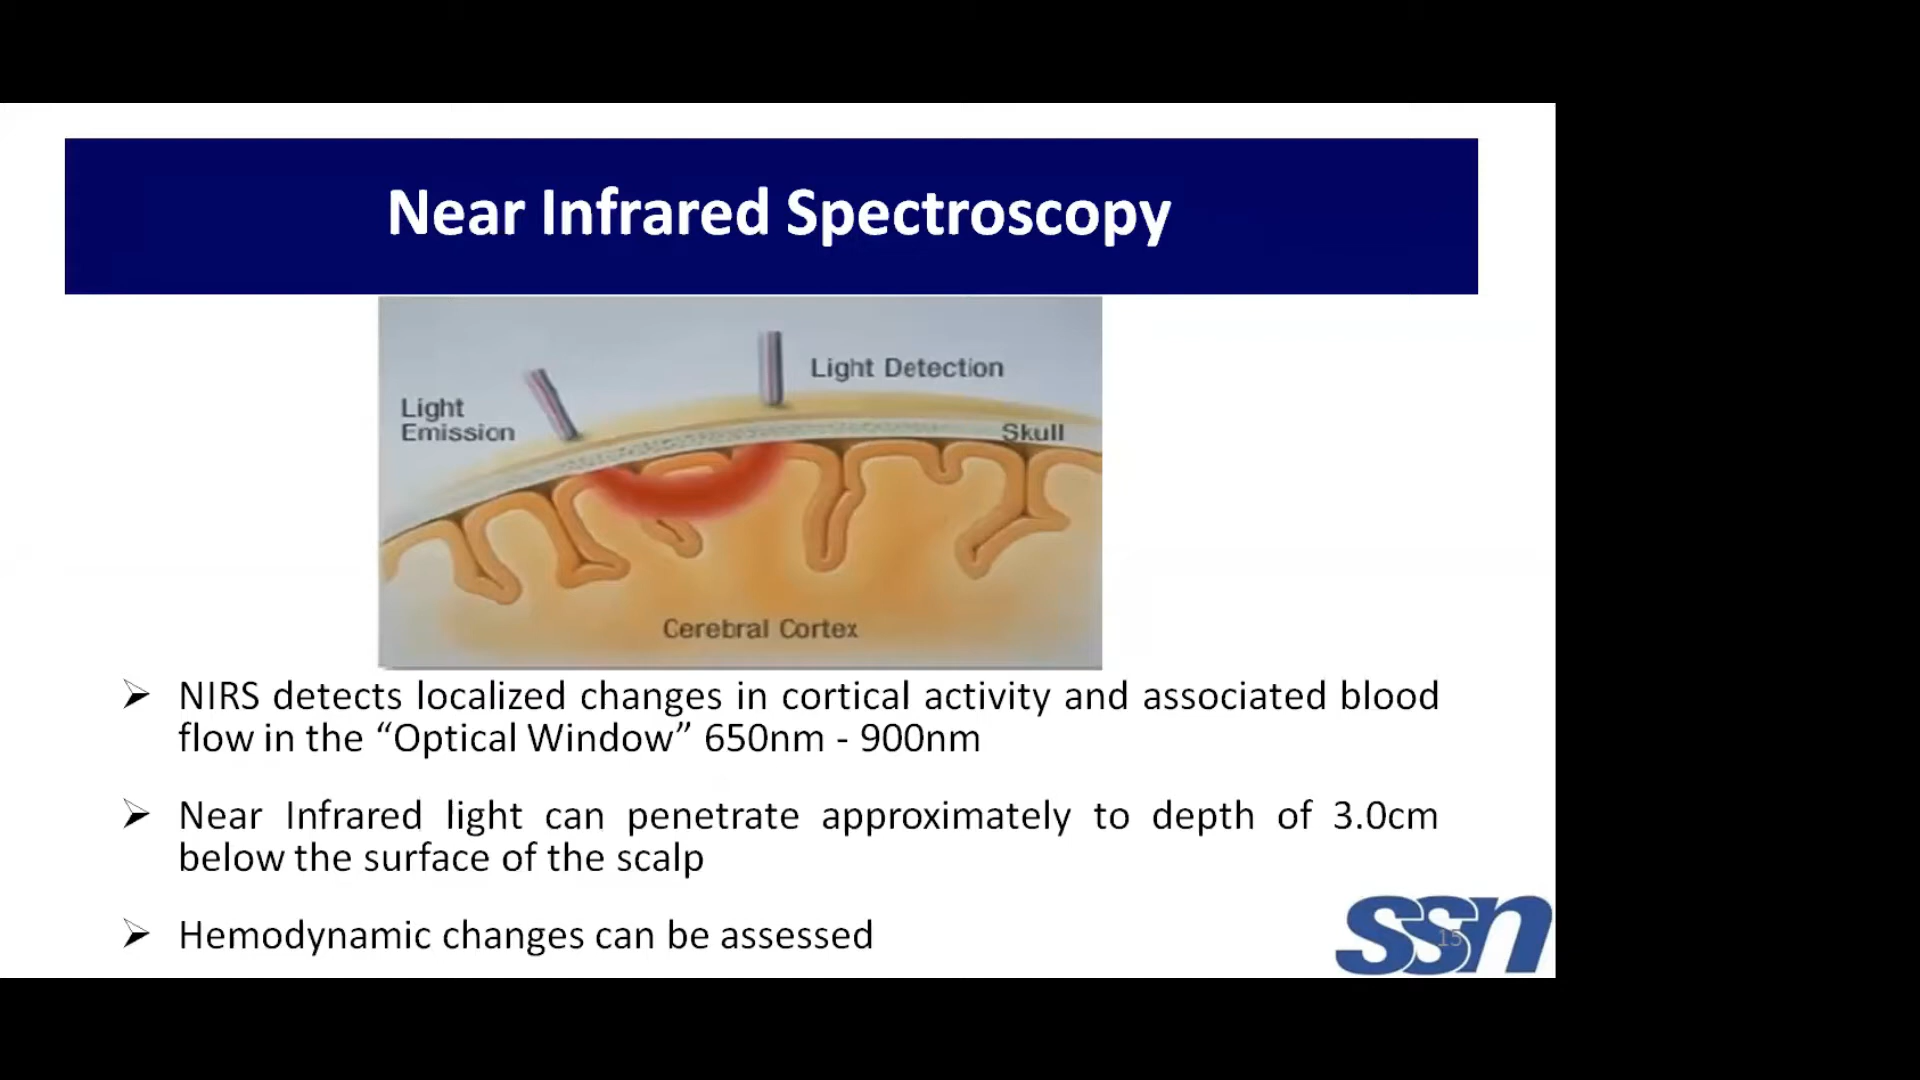 Near Infrared Spectroscopy
Light Detection
Light
Emission
Skull
Cerebral Cortex
➢ NIRS detects localized changes in cortical activity and associated blood
flow in the “Optical Window” 650nm - 900nm
➢ Near Infrared light can penetrate approximately to depth of 3.0cm
below the surface of the scalp
➢ Hemodynamic changes can be assessed
ssn
15